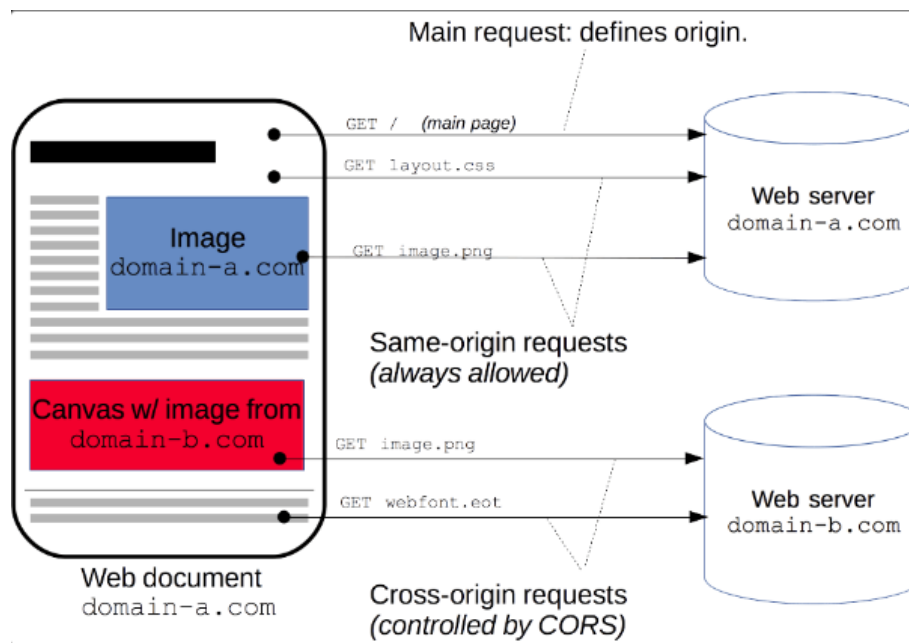 Main request: defines origin.
GET / (main page)
GET layout.css
Web server
domain-a.com
Image
domain-a.com
GET image.png
Same-origin requests
(always allowed)
Canvas w/ image from
domain-b.com
GET image.png
GET webfont.eot
Web server
domain-b.com
Web document
domain-a.com
Cross-origin requests
(controlled by CORS)